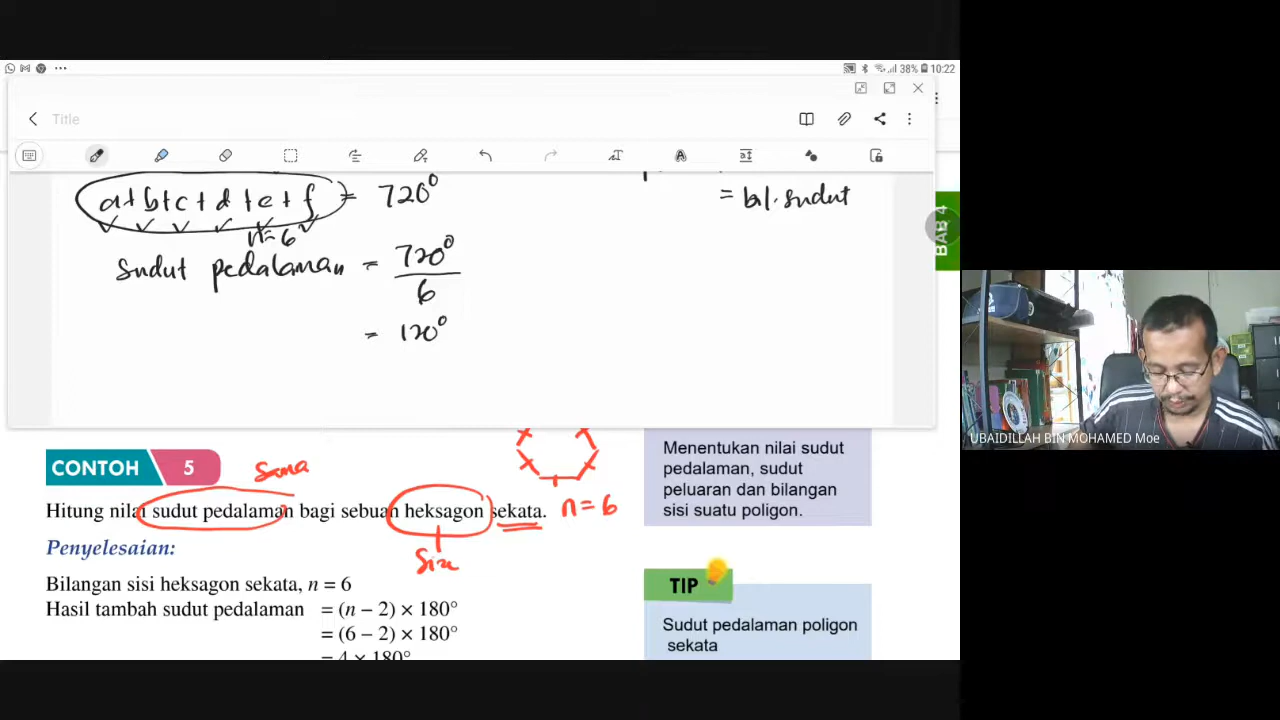 38% 10:22
Title
a+b+c+d+e+f = 720°
n=6
= bil. sudut
BAB 4
Sudut pedalaman = 720°
6
= 120°
UBAIDILLAH BIN MOHAMED Moe
CONTOH 5
sama
Menentukan nilai sudut
pedalaman, sudut
peluaran dan bilangan
sisi suatu poligon.
Hitung nilai sudut pedalaman bagi sebuah heksagon sekata. n = 6
Six
Penyelesaian:
Bilangan sisi heksagon sekata, n = 6
Hasil tambah sudut pedalaman = (n – 2) × 180°
= (6 – 2) × 180°
= 4 × 180°
TIP
Sudut pedalaman poligon
sekata